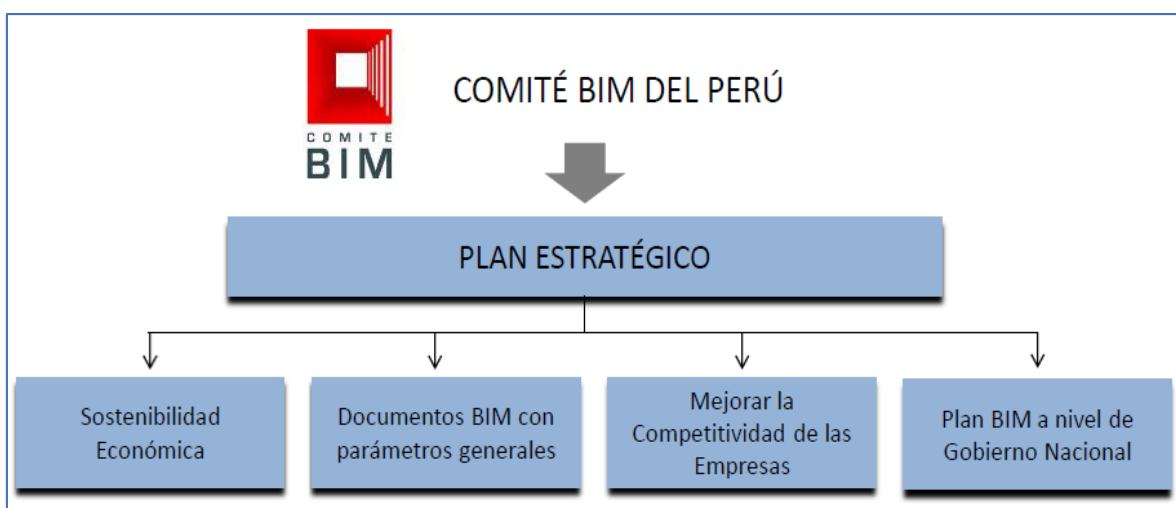 COMITE
BIM
COMITÉ BIM DEL PERÚ
PLAN ESTRATÉGICO
Sostenibilidad
Económica
Documentos BIM con
parámetros generales
Mejorar la
Competitividad de las
Empresas
Plan BIM a nivel de
Gobierno Nacional